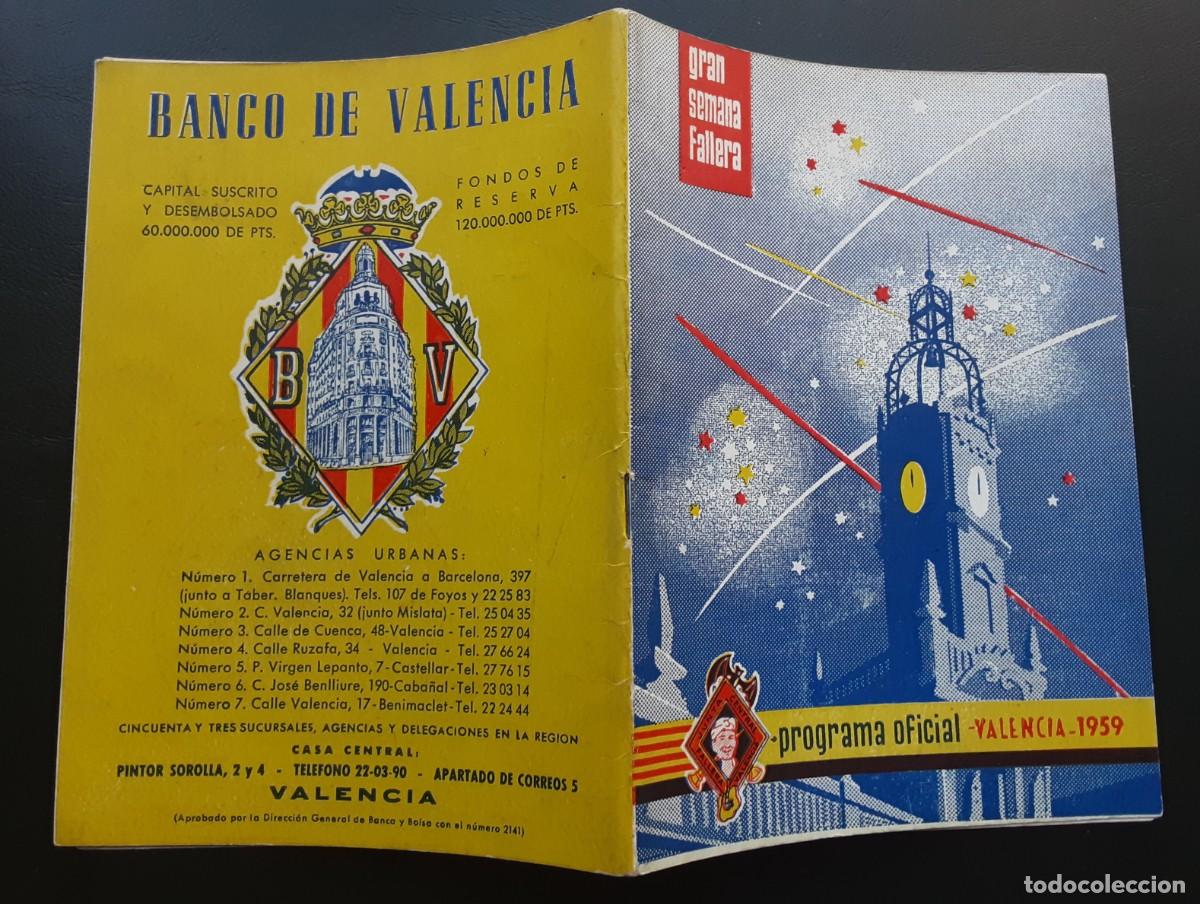 BANCO DE VALENCIA
CAPITAL SUSCRITO
Y DESEMBOLSADO
60.000.000 DE PTS.
FONDOS DE
RESERVA
120.000.000 DE PTS.
B V
AGENCIAS URBANAS:
Número 1. Carretera de Valencia a Barcelona, 397
(junto a Táber. Blanques). Tels. 107 de Foyos y 22 25 83
Número 2. C. Valencia, 32 (junto Mislata) - Tel. 25 04 35
Número 3. Calle de Cuenca, 48-Valencia - Tel. 25 27 04
Número 4. Calle Ruzafa, 34 - Valencia - Tel. 27 66 24
Número 5. P. Virgen Lepanto, 7-Castellar-Tel. 27 76 15
Número 6. C. José Benlliure, 190-Cabañal-Tel. 23 03 14
Número 7. Calle Valencia, 17-Benimaclet-Tel. 22 24 44
CINCUENTA Y TRES SUCURSALES, AGENCIAS Y DELEGACIONES EN LA REGION
CASA CENTRAL:
PINTOR SOROLLA, 2 y 4 - TELEFONO 22-03-90 - APARTADO DE CORREOS 5
VALENCIA
(Aprobado por la Dirección General de Banca y Bolsa con el número 2141)
gran
semana
fallera
programa oficial - VALENCIA - 1959
todocoleccion